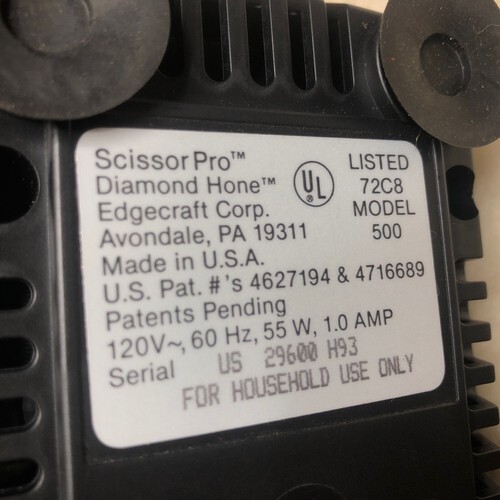 ScissorPro™
Diamond Hone™
Edgecraft Corp.
Avondale, PA 19311
Made in U.S.A.
UL®
LISTED
72C8
MODEL
500
U.S. Pat. #'s 4627194 & 4716689
Patents Pending
120V~, 60 Hz, 55 W, 1.0 AMP
Serial US 29600 H93
FOR HOUSEHOLD USE ONLY